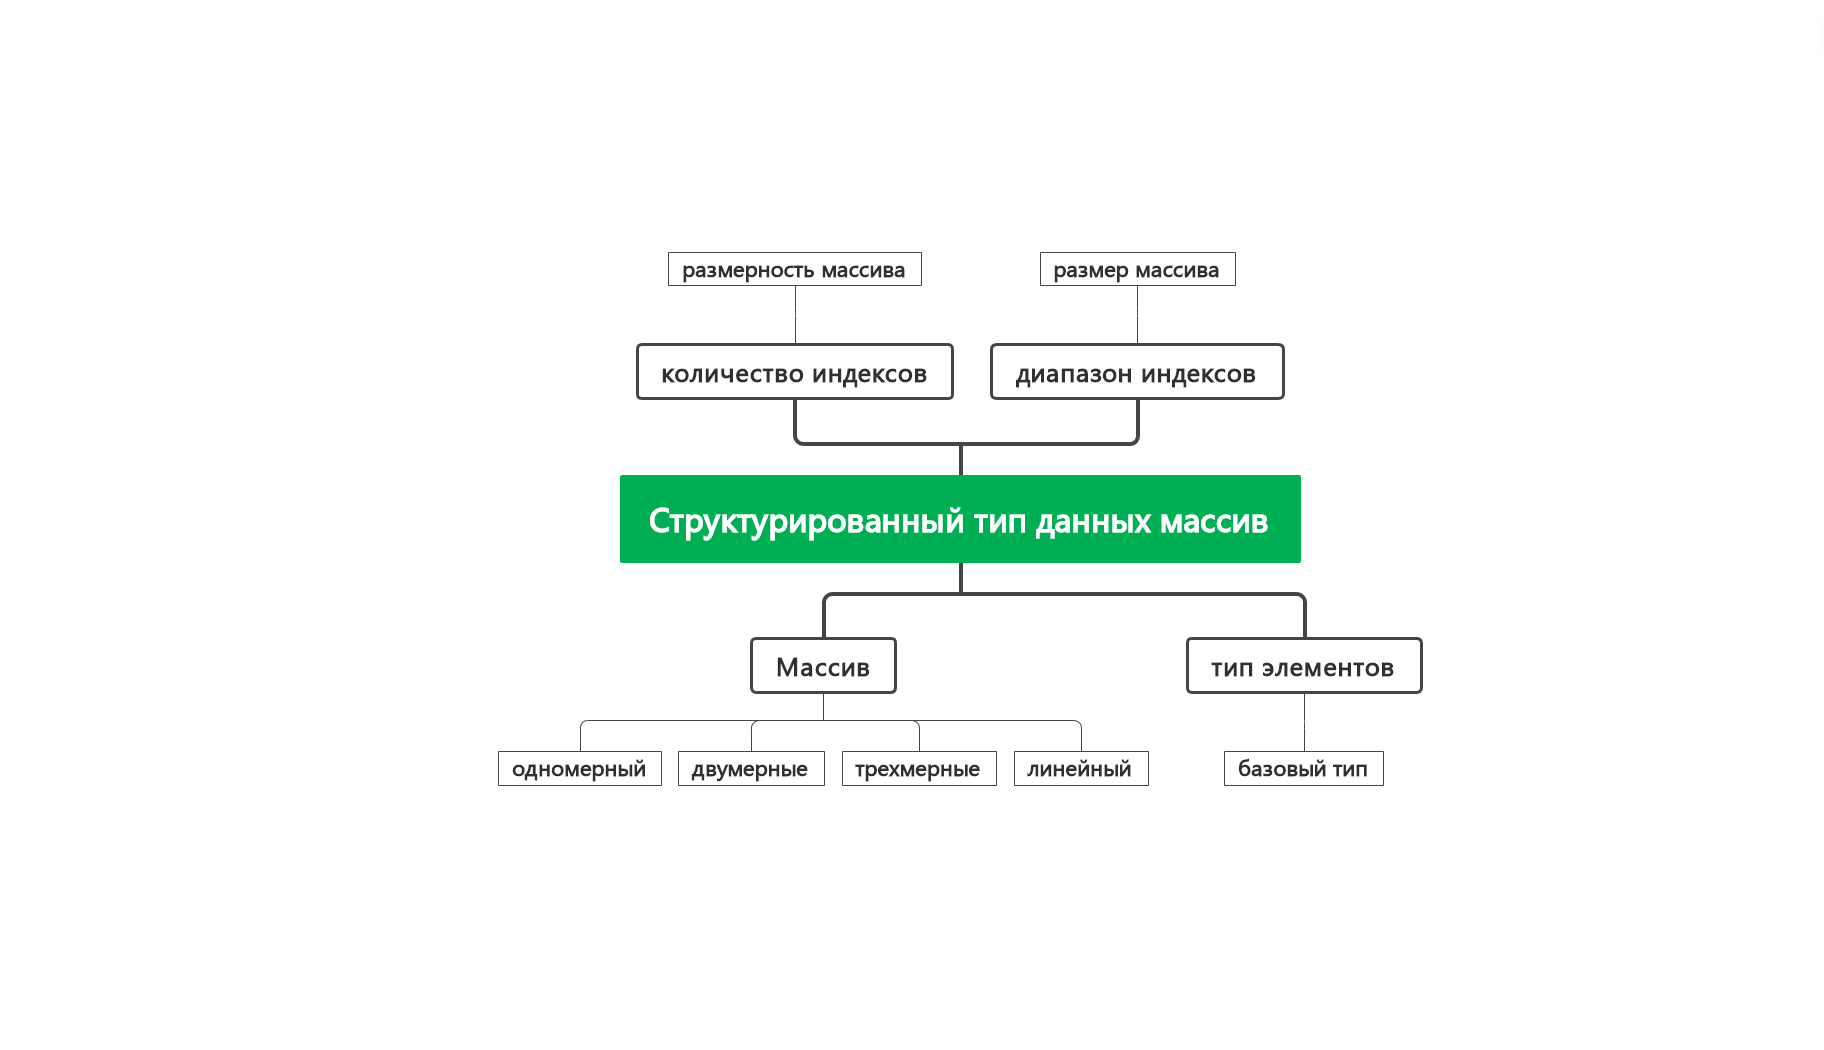 размерность массива
размер массива
количество индексов
диапазон индексов
Структурированный тип данных массив
Массив
тип элементов
одномерный
двумерные
трехмерные
линейный
базовый тип